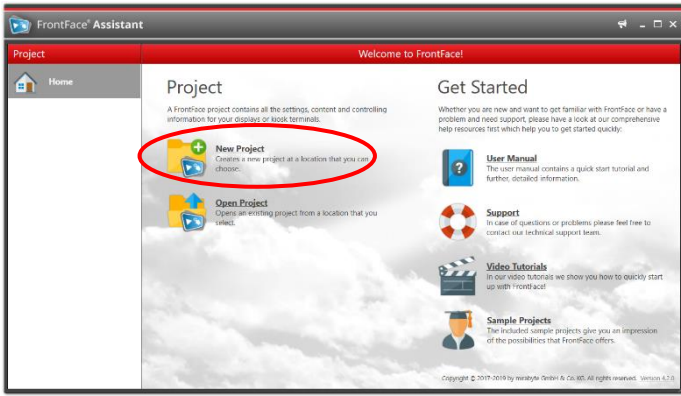 FrontFace® Assistant
Project
Welcome to FrontFace!
Home
Project
A FrontFace project contains all the settings, content and controlling
information for your displays or kiosk terminals.
New Project
Creates a new project at a location that you can
choose.
Open Project
Opens an existing project from a location that you
select.
Get Started
Whether you are new and want to get familiar with FrontFace or have a
problem and need support, please have a look at our comprehensive
help resources first which help you to get started quickly:
User Manual
The user manual contains a quick start tutorial and
further, detailed information.
Support
In case of questions or problems please feel free to
contact our technical support team.
Video Tutorials
In our video tutorials we show you how to quickly start
up with FrontFace!
Sample Projects
The included sample projects give you an impression
of the possibilities that FrontFace offers.
Copyright © 2017-2019 by mirabyte GmbH & Co. KG. All rights reserved. Version 4.2.0